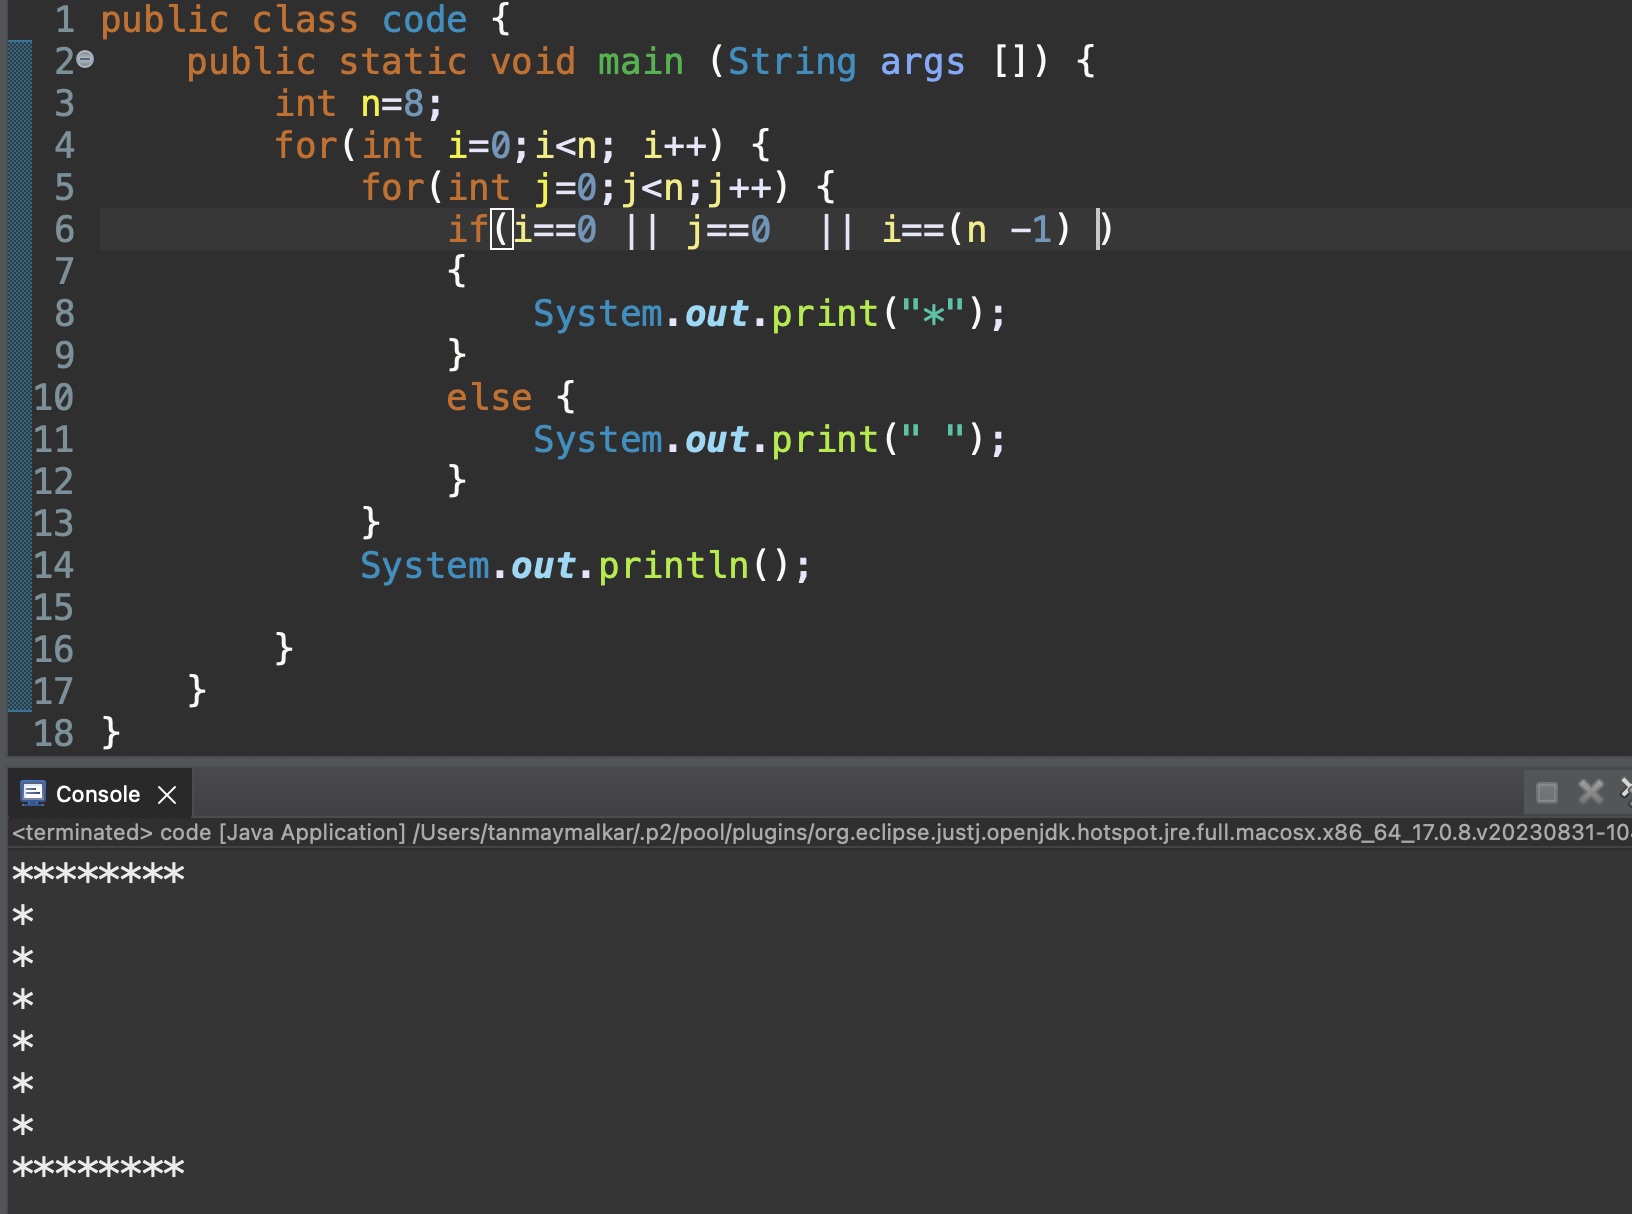 1 public class code {
2 public static void main (String args []) {
3 int n=8;
4 for(int i=0;i<n; i++) {
5 for(int j=0;j<n;j++) {
6 if(i==0 || j==0  || i==(n -1) )
7 {
8 System.out.print("*");
9 }
10 else {
11 System.out.print(" ");
12 }
13 }
14 System.out.println();
15
16 }
17 }
18 }
Console
<terminated> code [Java Application] /Users/tanmaymalkar/.p2/pool/plugins/org.eclipse.justj.openjdk.hotspot.jre.full.macosx.x86_64_17.0.8.v20230831-10
********
*
*
*
*
*
*
********